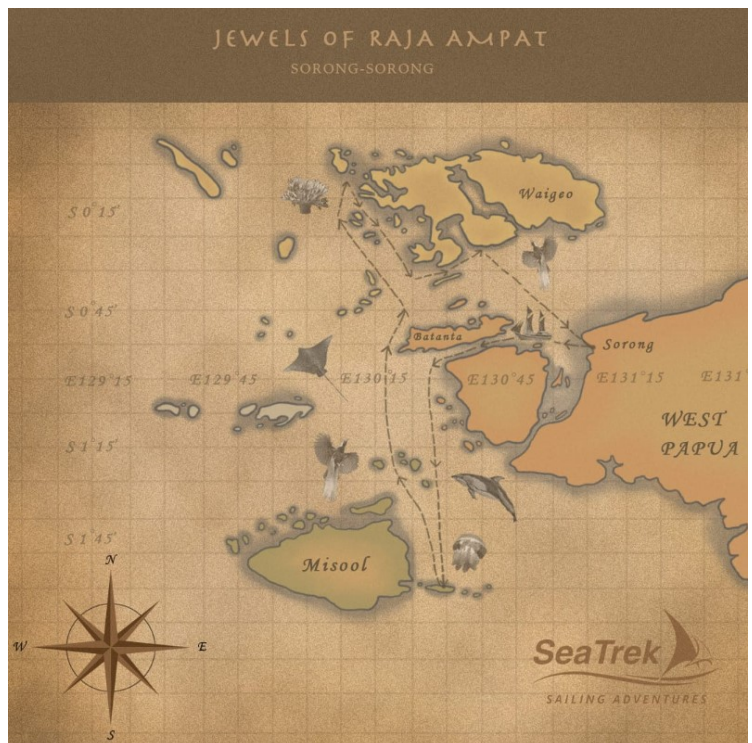 JEWELS OF RAJA AMPAT
SORONG-SORONG
Waigeo
S 0°15'
S 0°45'
Batanta
Sorong
E129°15' E129°45' E130°15' E130°45' E131°15' E131°
WEST
PAPUA
S 1°15'
S 1°45'
Misool
N
W E
S
SeaTrek
SAILING ADVENTURES